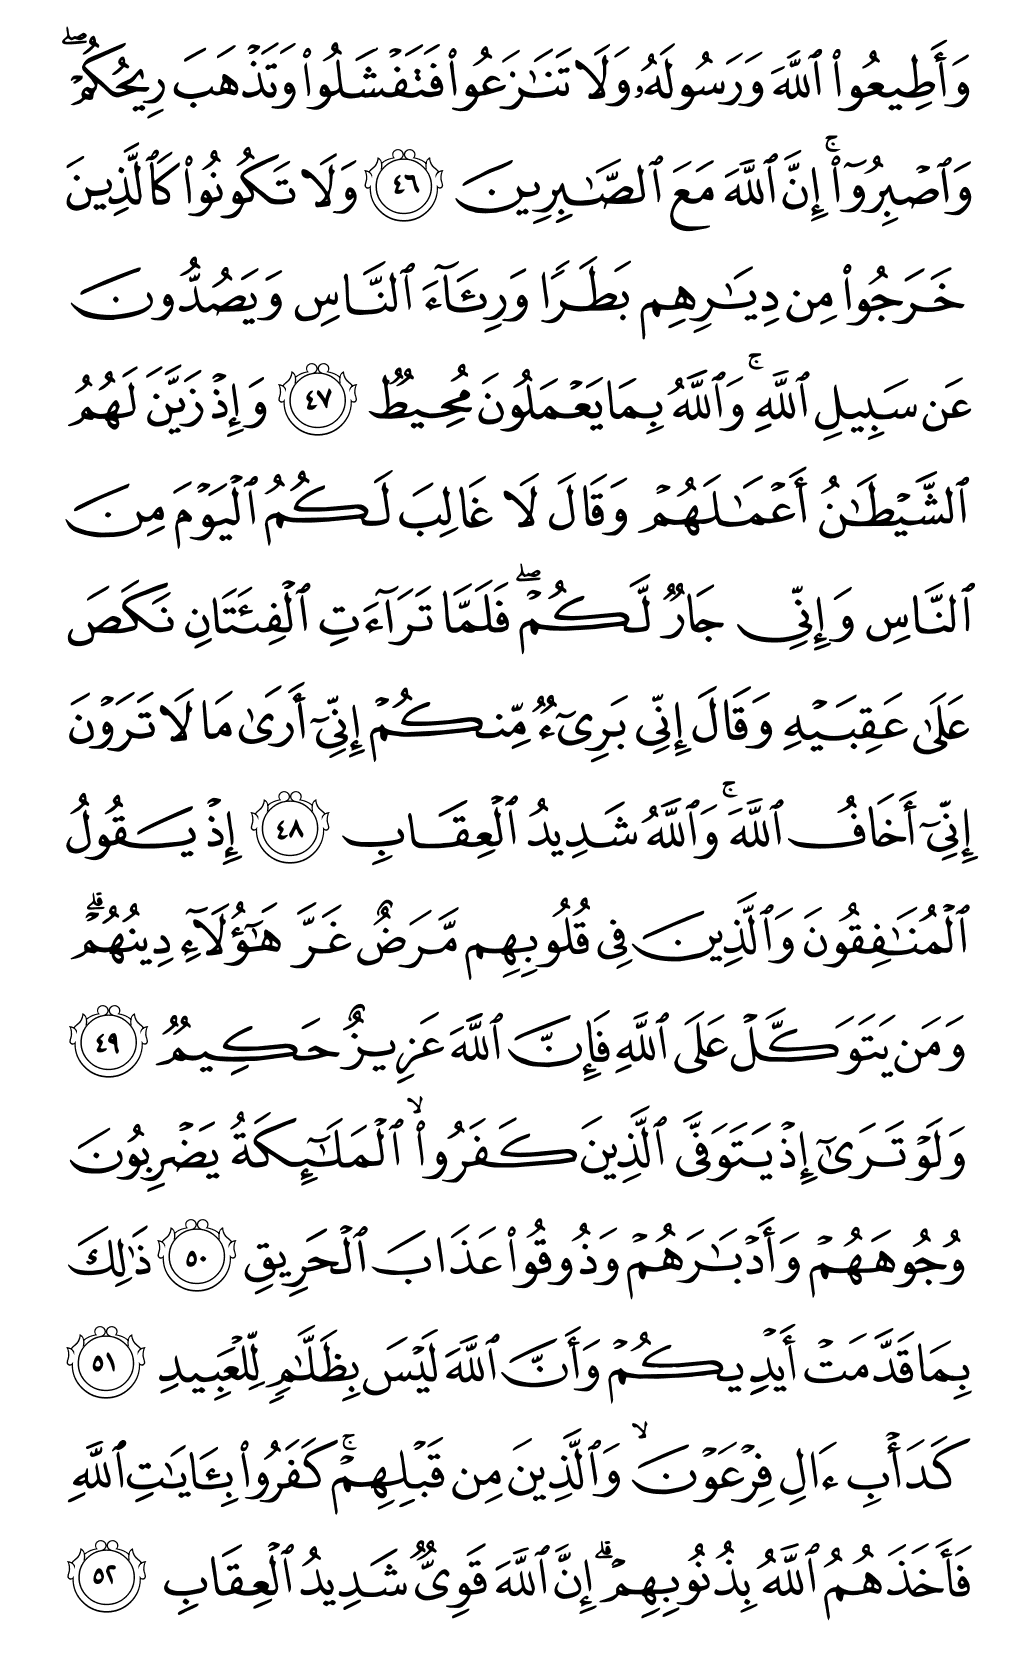 وَأَطِيعُوا۟ ٱللَّهَ وَرَسُولَهُۥ وَلَا تَنَـٰزَعُوا۟ فَتَفْشَلُوا۟ وَتَذْهَبَ رِيحُكُمْ ۖ
وَٱصْبِرُوٓا۟ ۚ إِنَّ ٱللَّهَ مَعَ ٱلصَّـٰبِرِينَ ٤٦ وَلَا تَكُونُوا۟ كَٱلَّذِينَ
خَرَجُوا۟ مِن دِيَـٰرِهِم بَطَرًا وَرِئَآءَ ٱلنَّاسِ وَيَصُدُّونَ
عَن سَبِيلِ ٱللَّهِ ۚ وَٱللَّهُ بِمَا يَعْمَلُونَ مُحِيطٌ ٤٧ وَإِذْ زَيَّنَ لَهُمُ
ٱلشَّيْطَـٰنُ أَعْمَـٰلَهُمْ وَقَالَ لَا غَالِبَ لَكُمُ ٱلْيَوْمَ مِنَ
ٱلنَّاسِ وَإِنِّى جَارٌ لَّكُمْ ۖ فَلَمَّا تَرَآءَتِ ٱلْفِئَتَانِ نَكَصَ
عَلَىٰ عَقِبَيْهِ وَقَالَ إِنِّى بَرِىٓءٌ مِّنكُمْ إِنِّىٓ أَرَىٰ مَا لَا تَرَوْنَ
إِنِّىٓ أَخَافُ ٱللَّهَ ۚ وَٱللَّهُ شَدِيدُ ٱلْعِقَابِ ٤٨ إِذْ يَقُولُ
ٱلْمُنَـٰفِقُونَ وَٱلَّذِينَ فِى قُلُوبِهِم مَّرَضٌ غَرَّ هَـٰٓؤُلَآءِ دِينُهُمْ ۗ
وَمَن يَتَوَكَّلْ عَلَى ٱللَّهِ فَإِنَّ ٱللَّهَ عَزِيزٌ حَكِيمٌ ٤٩
وَلَوْ تَرَىٰٓ إِذْ يَتَوَفَّى ٱلَّذِينَ كَفَرُوا۟ ۙ ٱلْمَلَـٰٓئِكَةُ يَضْرِبُونَ
وُجُوهَهُمْ وَأَدْبَـٰرَهُمْ وَذُوقُوا۟ عَذَابَ ٱلْحَرِيقِ ٥٠ ذَٰلِكَ
بِمَا قَدَّمَتْ أَيْدِيكُمْ وَأَنَّ ٱللَّهَ لَيْسَ بِظَلَّـٰمٍ لِّلْعَبِيدِ ٥١
كَدَأْبِ ءَالِ فِرْعَوْنَ ۙ وَٱلَّذِينَ مِن قَبْلِهِمْ ۚ كَفَرُوا۟ بِـَٔايَـٰتِ ٱللَّهِ
فَأَخَذَهُمُ ٱللَّهُ بِذُنُوبِهِمْ ۗ إِنَّ ٱللَّهَ قَوِىٌّ شَدِيدُ ٱلْعِقَابِ ٥٢